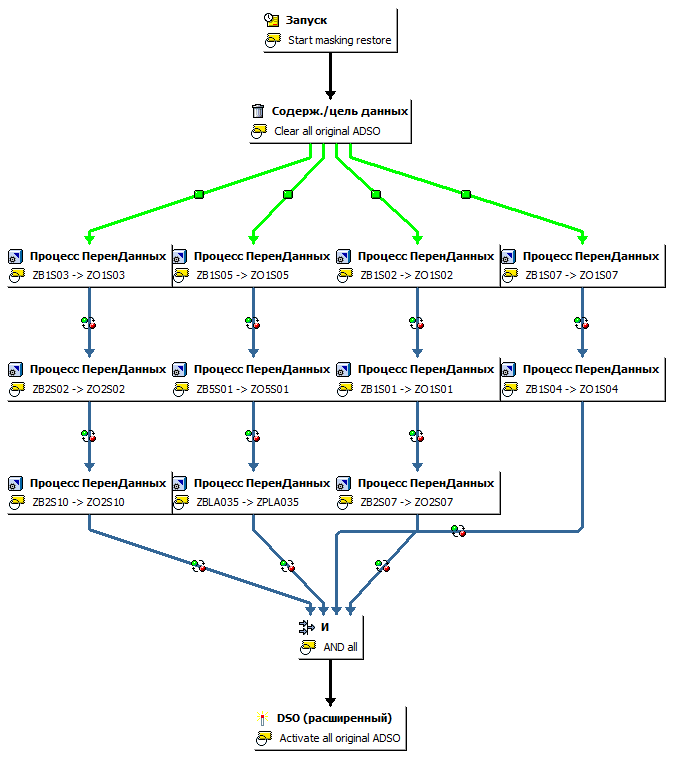 Запуск
Start masking restore
Содерж./цель данных
Clear all original ADSO
Процесс ПеренДанных
ZB1S03 -> ZO1S03
Процесс ПеренДанных
ZB1S05 -> ZO1S05
Процесс ПеренДанных
ZB1S02 -> ZO1S02
Процесс ПеренДанных
ZB1S07 -> ZO1S07
Процесс ПеренДанных
ZB2S02 -> ZO2S02
Процесс ПеренДанных
ZB5S01 -> ZO5S01
Процесс ПеренДанных
ZB1S01 -> ZO1S01
Процесс ПеренДанных
ZB1S04 -> ZO1S04
Процесс ПеренДанных
ZB2S10 -> ZO2S10
Процесс ПеренДанных
ZBLA035 -> ZPLA035
Процесс ПеренДанных
ZB2S07 -> ZO2S07
И
AND all
DSO (расширенный)
Activate all original ADSO